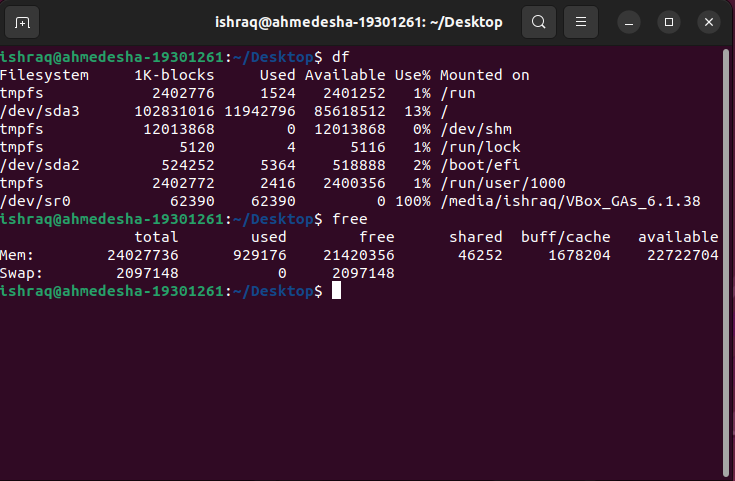 ishraq@ahmedesha-19301261: ~/Desktop
ishraq@ahmedesha-19301261:~/Desktop$ df
Filesystem     1K-blocks     Used Available Use% Mounted on
tmpfs            2402776     1524   2401252   1% /run
/dev/sda3      102831016 11942796  85618512  13% /
tmpfs           12013868        0  12013868   0% /dev/shm
tmpfs               5120        4      5116   1% /run/lock
/dev/sda2         524252     5364    518888   2% /boot/efi
tmpfs            2402772     2416   2400356   1% /run/user/1000
/dev/sr0           62390    62390         0 100% /media/ishraq/VBox_GAs_6.1.38
ishraq@ahmedesha-19301261:~/Desktop$ free
               total        used        free      shared  buff/cache   available
Mem:        24027736      929176    21420356       46252     1678204    22722704
Swap:        2097148           0     2097148
ishraq@ahmedesha-19301261:~/Desktop$